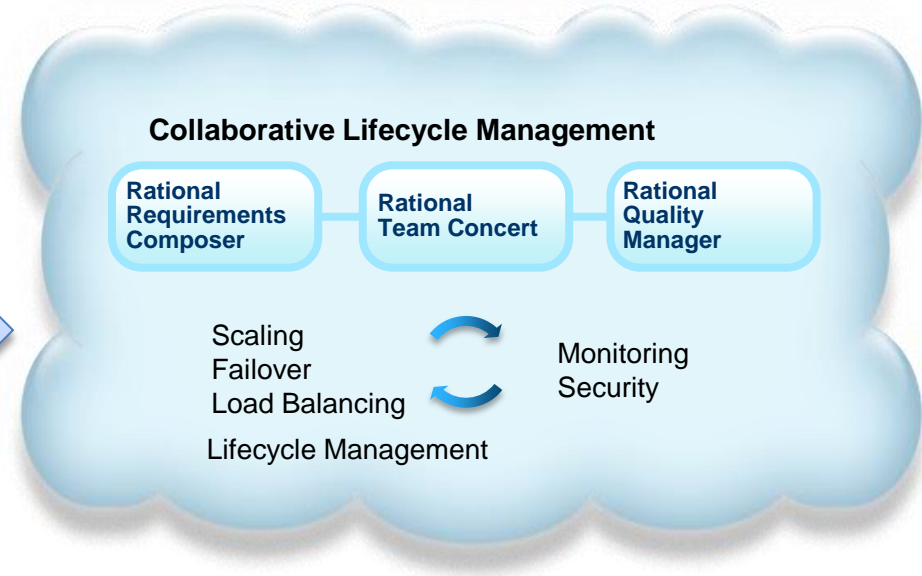 Collaborative Lifecycle Management
Rational
Requirements
Composer
Rational
Team Concert
Rational
Quality
Manager
Scaling
Failover
Load Balancing
Lifecycle Management
Monitoring
Security